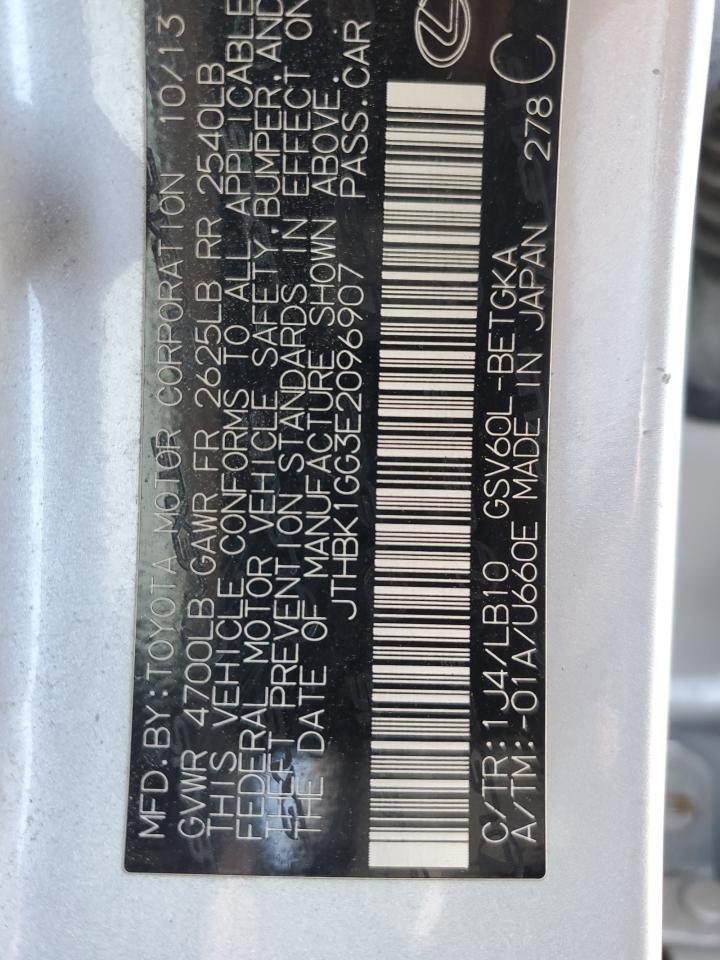 MFD. BY: TOYOTA MOTOR CORPORATION 10/13
GVWR 4700LB GAWR FR 2625LB RR 2540LB
THIS VEHICLE CONFORMS TO ALL APPLICABLE
FEDERAL MOTOR VEHICLE SAFETY, BUMPER, AND
THEFT PREVENTION STANDARDS IN EFFECT ON
THE DATE OF MANUFACTURE SHOWN ABOVE.
JTHBK1GG3E2096907 PASS. CAR
C/TR: 1J4/LB10 GSV60L-BETGKA
A/TM: -01A/U660E MADE IN JAPAN 278 C